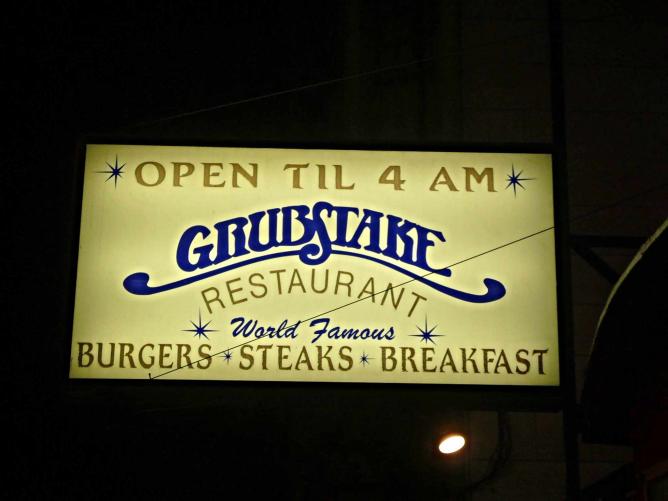 OPEN TIL 4 AM
GRUBSTAKE
RESTAURANT
World Famous
BURGERS * STEAKS * BREAKFAST